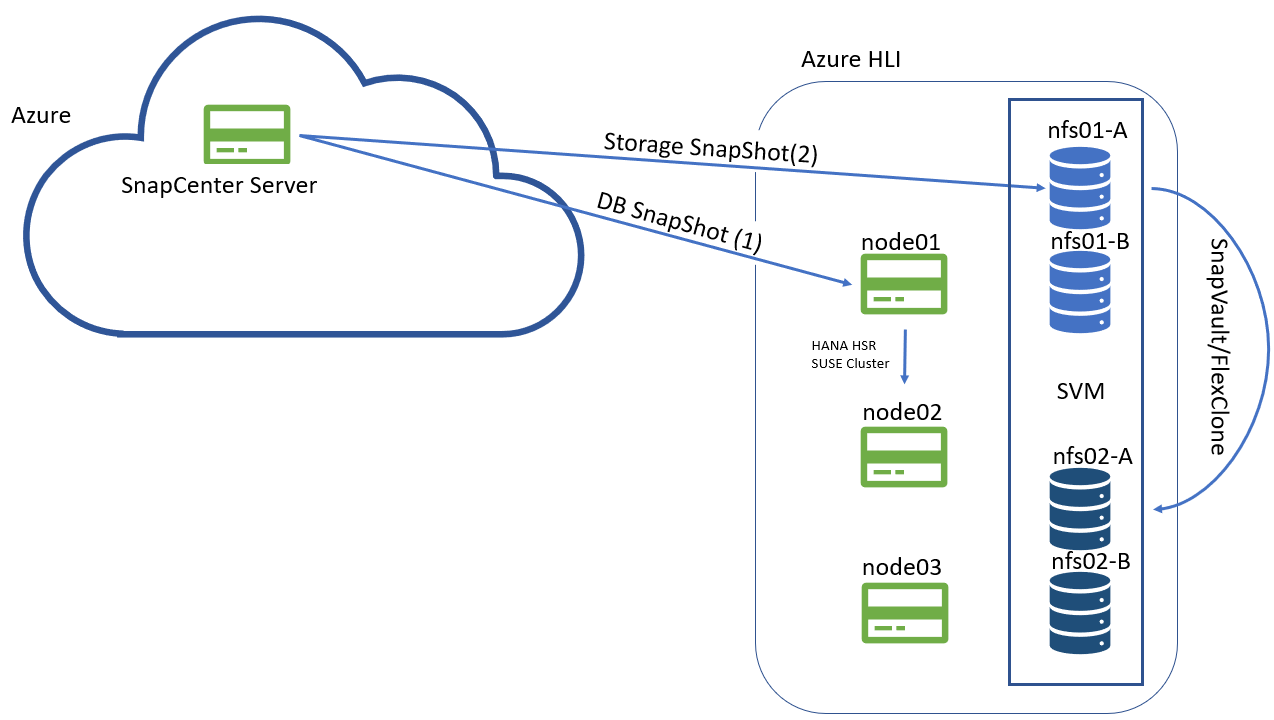 Azure
SnapCenter Server
Azure HLI
Storage SnapShot(2)
DB SnapShot (1)
node01
HANA HSR
SUSE Cluster
node02
node03
nfs01-A
nfs01-B
SVM
nfs02-A
nfs02-B
SnapVault/FlexClone